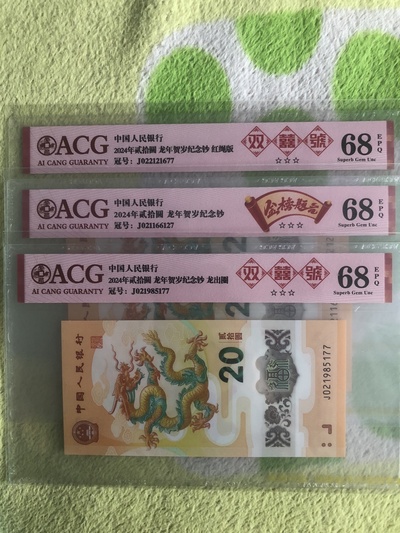 ACG
AI CANG GUARANTY
中国人民银行
2024年贰拾圆 龙年贺岁纪念钞 红绳版
冠号：J022121677
双囍號
☆☆☆
68
EPQ
Superb Gem Unc
ACG
AI CANG GUARANTY
中国人民银行
2024年贰拾圆 龙年贺岁纪念钞
冠号：J021166127
金榜题名
☆☆☆
68
EPQ
Superb Gem Unc
ACG
AI CANG GUARANTY
中国人民银行
2024年贰拾圆 龙年贺岁纪念钞 龙出圈
冠号：J021985177
双囍號
☆☆☆
68
EPQ
Superb Gem Unc
中国人民银行
贰拾圆
20
J021985177